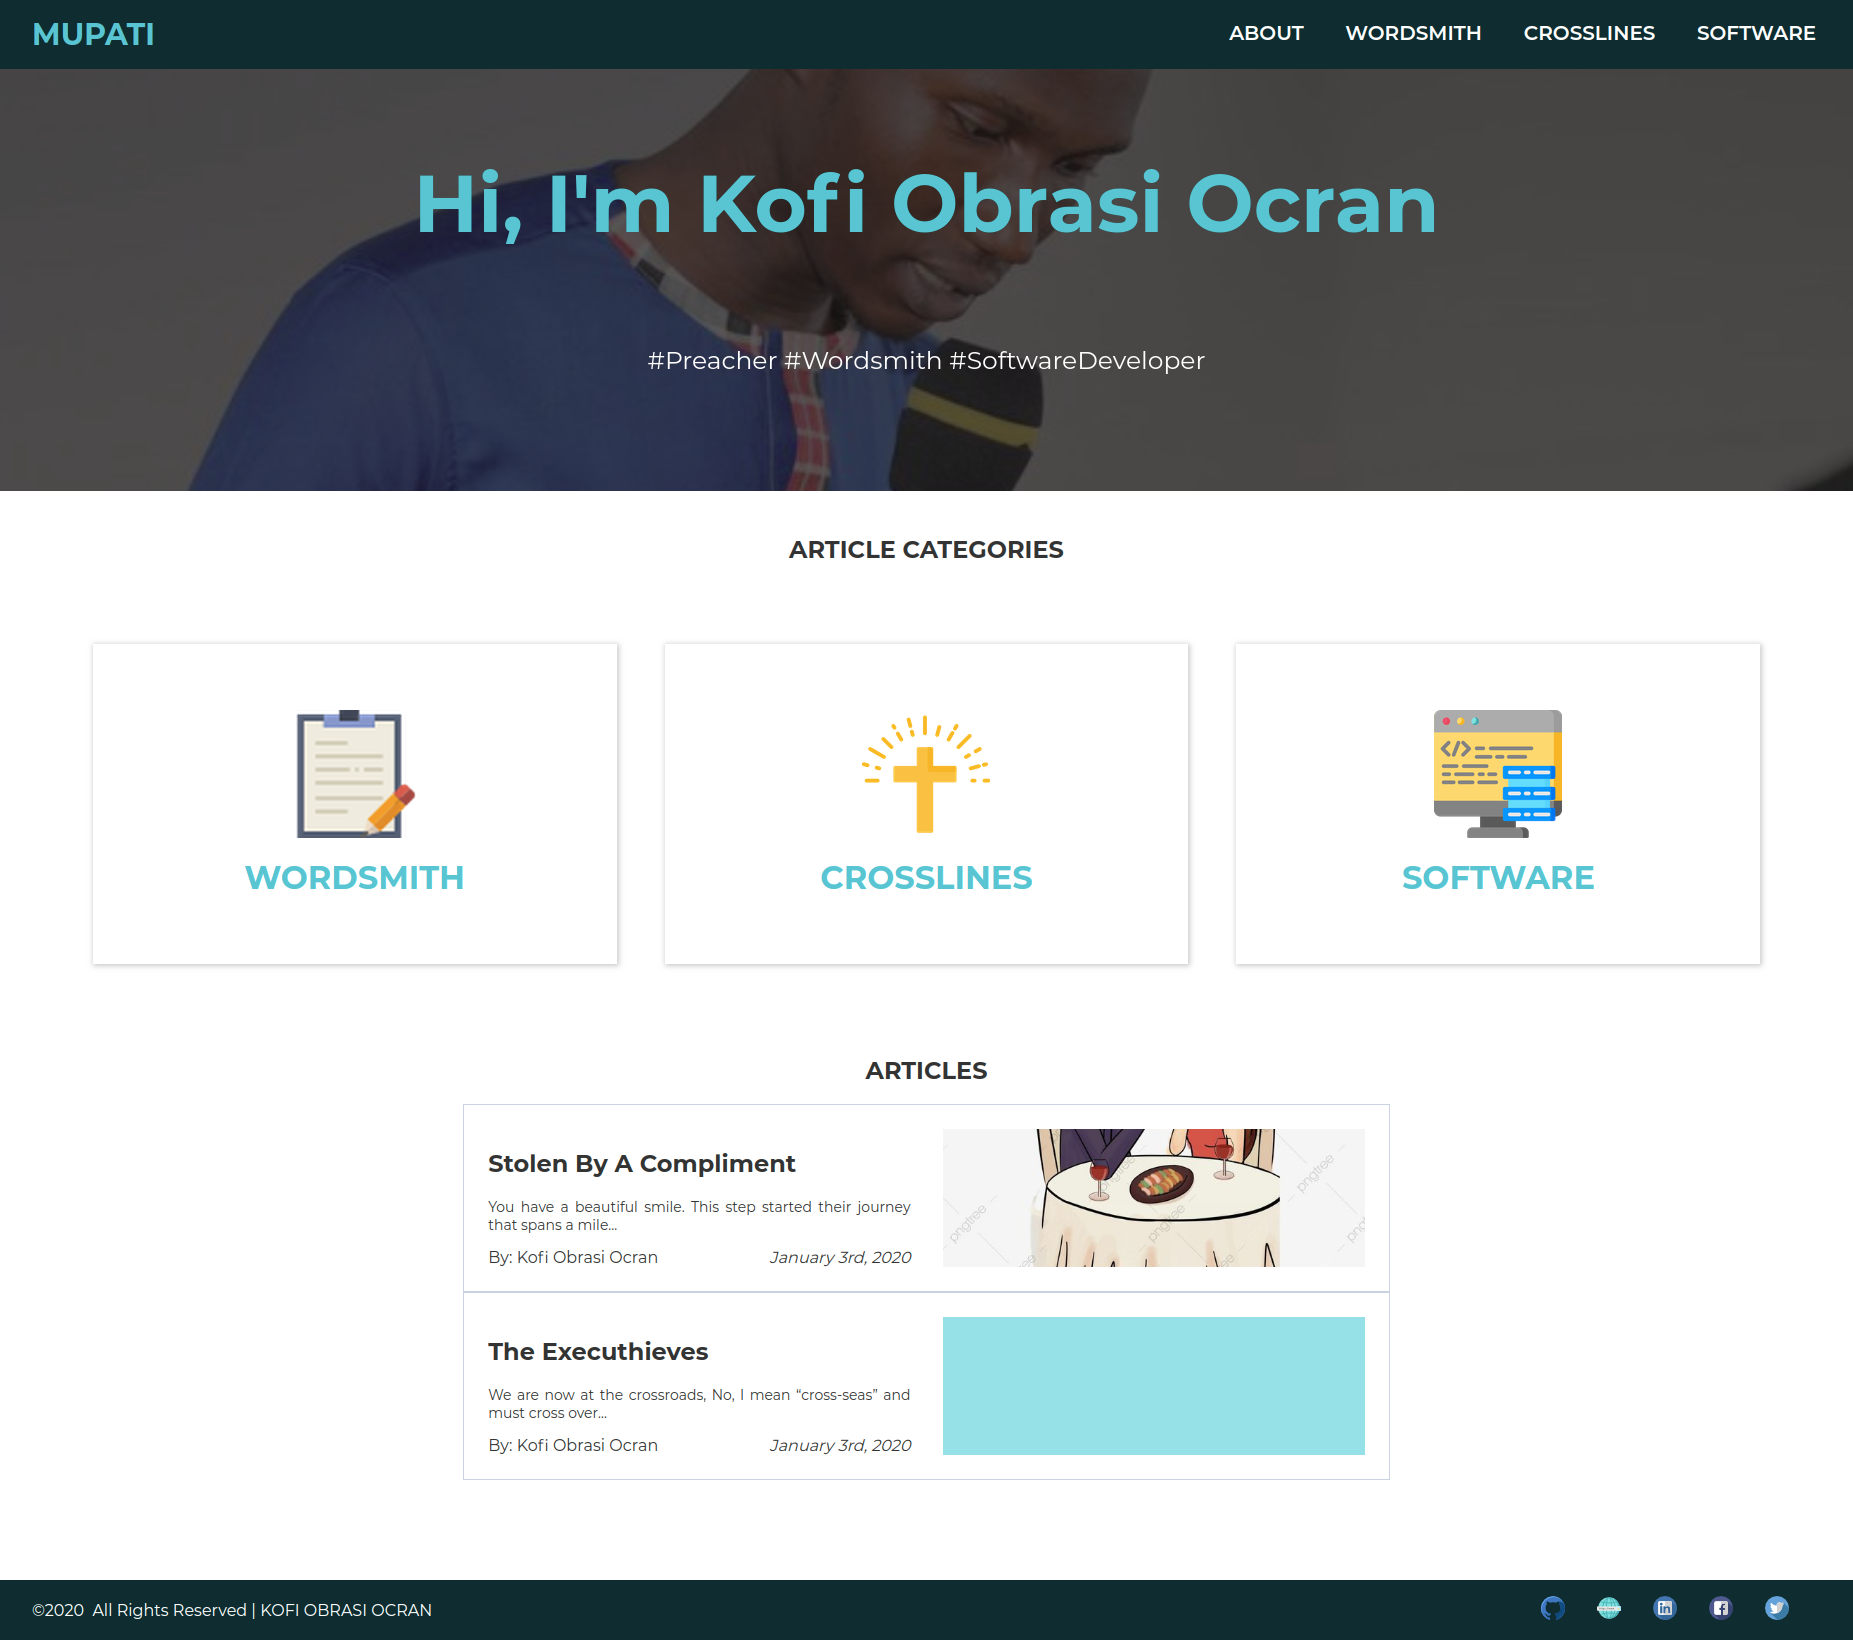 MUPATI
ABOUT WORDSMITH CROSSLINES SOFTWARE
Hi, I'm Kofi Obrasi Ocran
#Preacher #Wordsmith #SoftwareDeveloper
ARTICLE CATEGORIES
WORDSMITH
CROSSLINES
SOFTWARE
ARTICLES
Stolen By A Compliment
You have a beautiful smile. This step started their journey
that spans a mile...
By: Kofi Obrasi Ocran
January 3rd, 2020
pngtree
pngtree
pngtree
The Executhieves
We are now at the crossroads, No, I mean “cross-seas” and
must cross over...
By: Kofi Obrasi Ocran
January 3rd, 2020
©2020 All Rights Reserved | KOFI OBRASI OCRAN